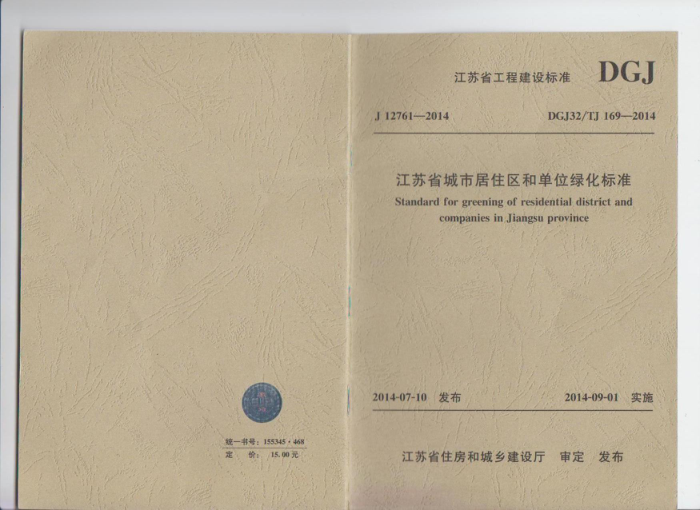 统一书号：155345·468
定　价：　15.00元
江苏省工程建设标准 DGJ
J 12761—2014 DGJ32/TJ 169—2014
江苏省城市居住区和单位绿化标准
Standard for greening of residential district and
companies in Jiangsu province
2014-07-10 发布 2014-09-01 实施
江苏省住房和城乡建设厅 审定 发布